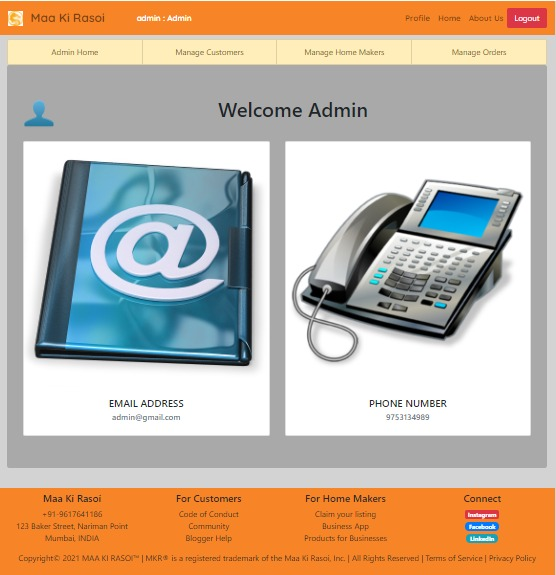 Maa Ki Rasoi admin : Admin Profile Home About Us Logout
Admin Home Manage Customers Manage Home Makers Manage Orders
Welcome Admin
@
EMAIL ADDRESS
admin@gmail.com
PHONE NUMBER
9753134989
Maa Ki Rasoi
+91-9617641186
123 Baker Street, Nariman Point
Mumbai, INDIA
For Customers
Code of Conduct
Community
Blogger Help
For Home Makers
Claim your listing
Business App
Products for Businesses
Connect
Instagram
Facebook
LinkedIn
Copyright© 2021 MAA KI RASOI™ | MKR® is a registered trademark of the Maa Ki Rasoi, Inc. | All Rights Reserved | Terms of Service | Privacy Policy